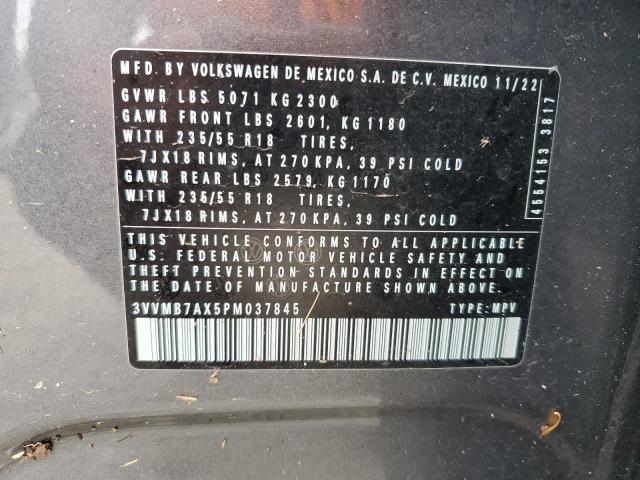 MFD. BY VOLKSWAGEN DE MEXICO S.A. DE C.V. MEXICO 11/22
GVWR LBS 5071 KG 2300
GAWR FRONT LBS 2601, KG 1180
WITH 235/55 R18 TIRES,
7JX18 RIMS, AT 270 KPA, 39 PSI COLD
GAWR REAR LBS 2579, KG 1170
WITH 235/55 R18 TIRES,
7JX18 RIMS, AT 270 KPA, 39 PSI COLD
THIS VEHICLE CONFORMS TO ALL APPLICABLE
U.S. FEDERAL MOTOR VEHICLE SAFETY AND
THEFT PREVENTION STANDARDS IN EFFECT ON
THE DATE OF MANUFACTURE SHOWN ABOVE.
3VVMB7AX5PM037845 TYPE: MPV
4554153 3817